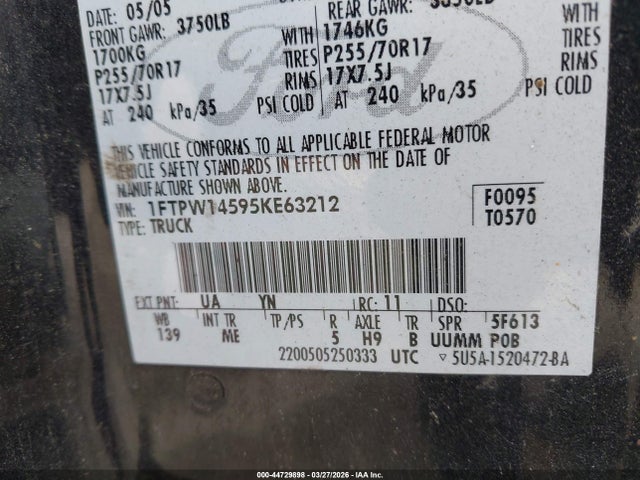 DATE: 05/05
FRONT GAWR: 3750LB REAR GAWR:
1700KG WITH 1746KG WITH
P255/70R17 TIRES P255/70R17 TIRES
17X7.5J RIMS 17X7.5J RIMS
AT 240 kPa/35 PSI COLD AT 240 kPa/35 PSI COLD
Ford
THIS VEHICLE CONFORMS TO ALL APPLICABLE FEDERAL MOTOR
VEHICLE SAFETY STANDARDS IN EFFECT ON THE DATE OF
MANUFACTURE SHOWN ABOVE.
VIN: 1FTPW14595KE63212 F0095
TYPE: TRUCK T0570
EXT PNT: UA YN RC: 11 DSO:
WB INT TR TP/PS R AXLE TR SPR 5F613
139 ME 5 H9 B UUMM POB
2200505250333 UTC ▽ 5U5A-1520472-BA
000-44729898 | 03/27/2026 | IAA Inc.